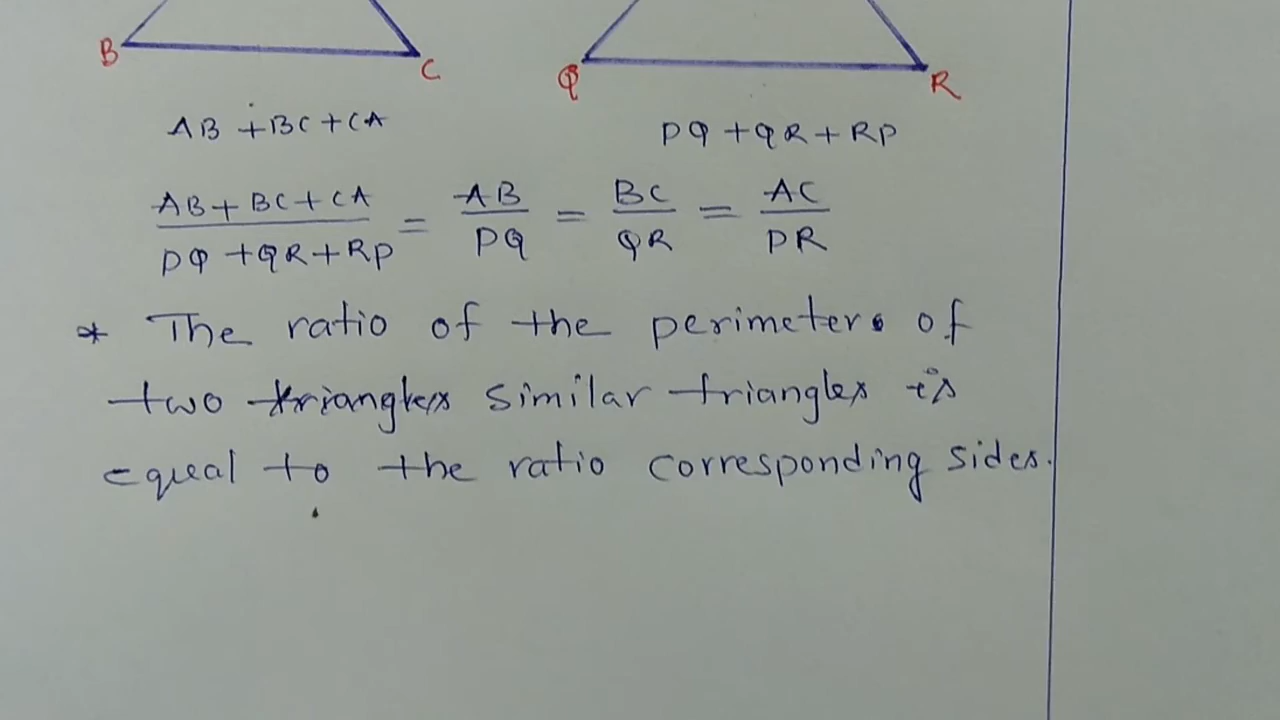 B C Q R
AB + BC + CA PQ + QR + RP
AB + BC + CA / PQ + QR + RP = AB / PQ = BC / QR = AC / PR
* The ratio of the perimeter of
two triangles similar triangles is
equal to the ratio corresponding sides.